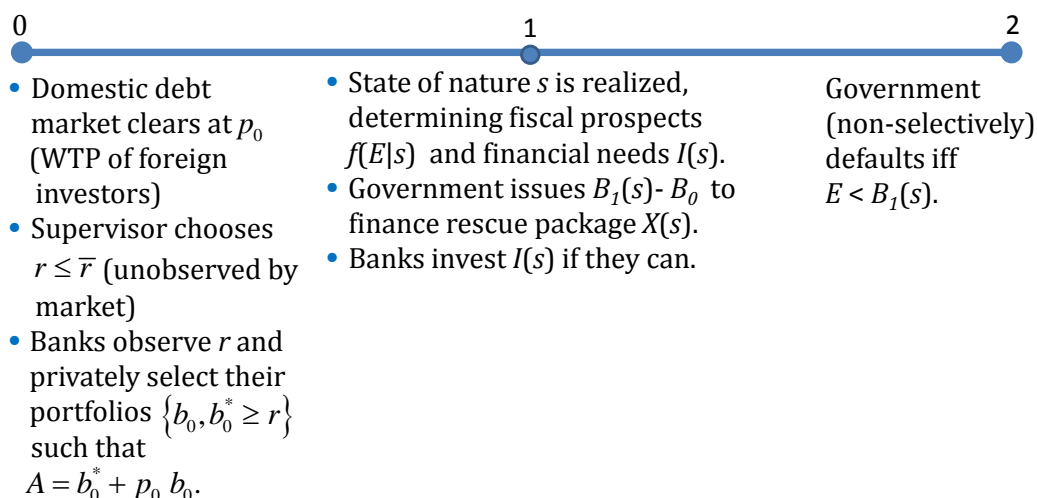 0
1
2
• Domestic debt
market clears at p₀
(WTP of foreign
investors)
• Supervisor chooses
r ≤ r̅ (unobserved by
market)
• Banks observe r and
privately select their
portfolios {b₀, b₀* ≥ r}
such that
A = b₀* + p₀ b₀.
• State of nature s is realized,
determining fiscal prospects
f(E|s) and financial needs I(s).
• Government issues B₁(s)- B₀ to
finance rescue package X(s).
• Banks invest I(s) if they can.
Government
(non-selectively)
defaults iff
E < B₁(s).